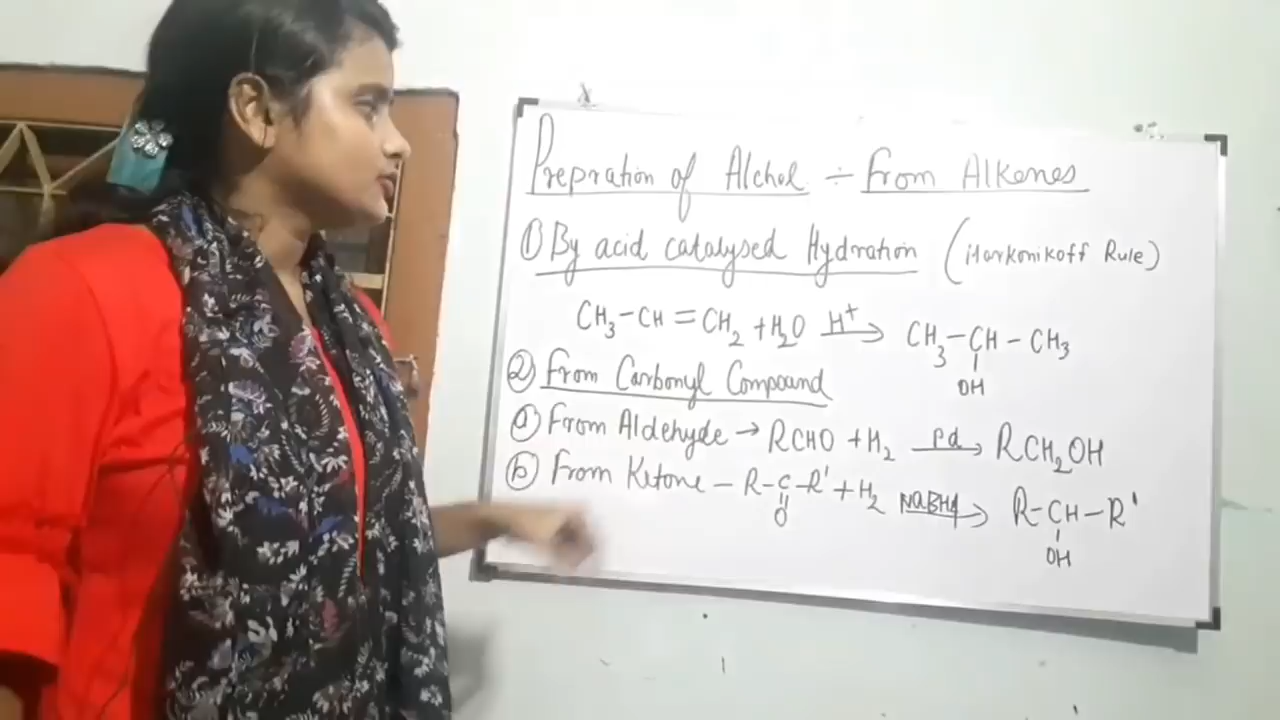 Prepration of Alchol ÷ From Alkenes
① By acid catalysed Hydration (Markonikoff Rule)
CH₃-CH=CH₂ + H₂O H⁺→ CH₃-CH-CH₃
OH
② From Carbonyl Compound
ⓐ From Aldehyde → RCHO + H₂ Pd→ RCH₂OH
ⓑ From Ketone - R-C-R' + H₂ NaBH4→ R-CH-R'
O OH